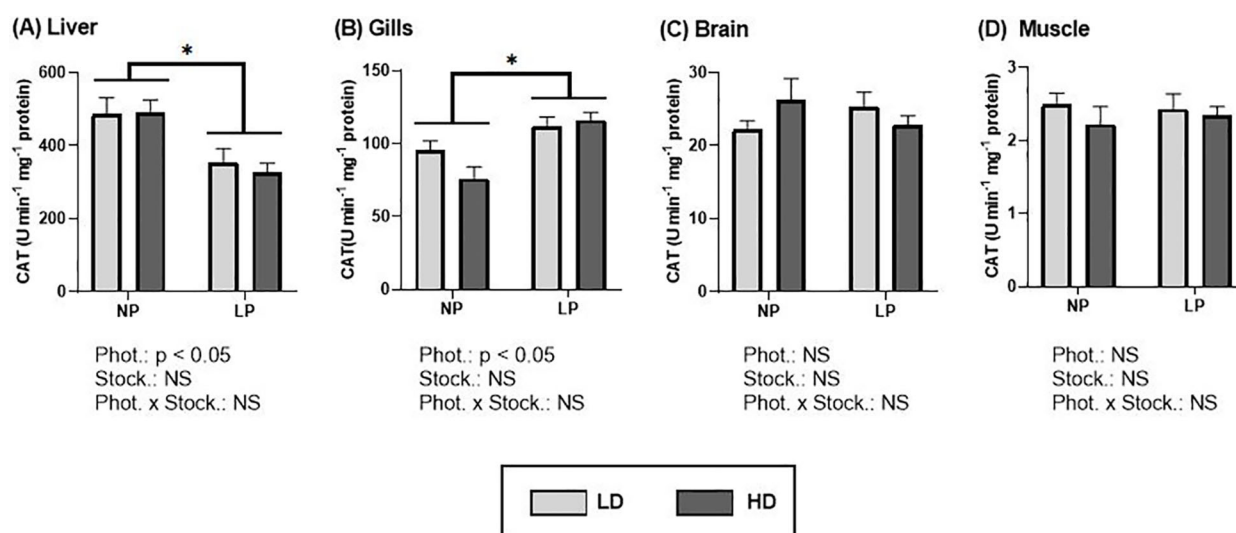 (A) Liver
*
CAT (U min⁻¹ mg⁻¹ protein)
600
400
200
0
NP LP
Phot.: p < 0.05
Stock.: NS
Phot. x Stock.: NS
(B) Gills
*
CAT(U min⁻¹ mg⁻¹ protein)
150
100
50
0
NP LP
Phot.: p < 0.05
Stock.: NS
Phot. x Stock.: NS
(C) Brain
CAT (U min⁻¹ mg⁻¹ protein)
30
20
10
0
NP LP
Phot.: NS
Stock.: NS
Phot. x Stock.: NS
(D) Muscle
CAT (U min⁻¹ mg⁻¹ protein)
3
2
1
0
NP LP
Phot.: NS
Stock.: NS
Phot. x Stock.: NS
LD HD